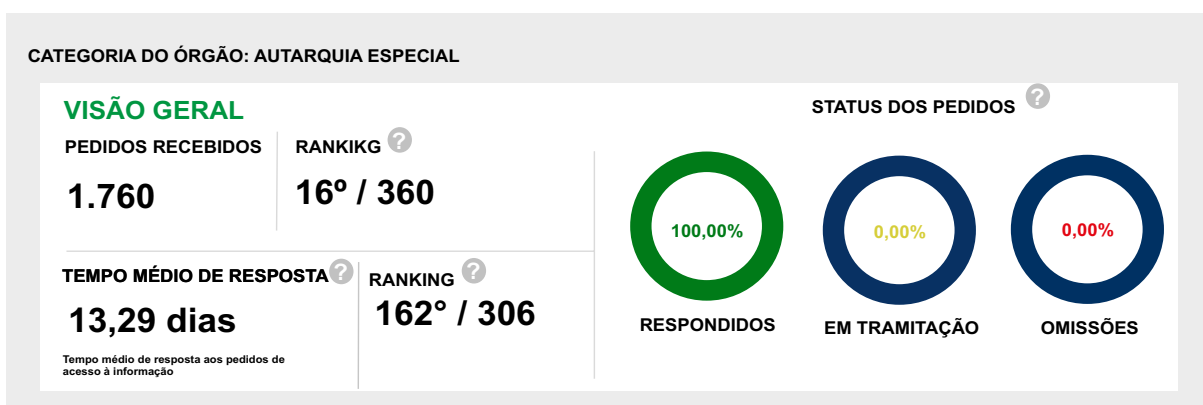 CATEGORIA DO ÓRGÃO: AUTARQUIA ESPECIAL
VISÃO GERAL
PEDIDOS RECEBIDOS
1.760
RANKIKG ?
16º / 360
TEMPO MÉDIO DE RESPOSTA ?
13,29 dias
Tempo médio de resposta aos pedidos de
acesso à informação
RANKING ?
162° / 306
STATUS DOS PEDIDOS ?
100,00%
RESPONDIDOS
0,00%
EM TRAMITAÇÃO
0,00%
OMISSÕES